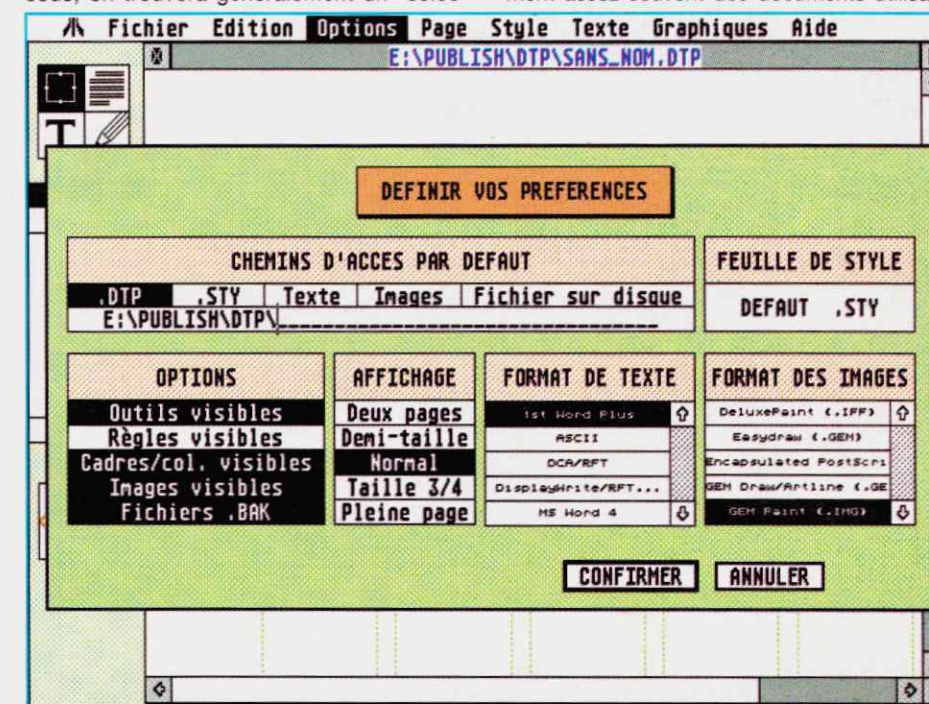 Fichier Edition Options Page Style Texte Graphiques Aide
E:\PUBLISH\DTP\SANS_NOM.DTP
T
DEFINIR VOS PREFERENCES
CHEMINS D'ACCES PAR DEFAUT
.DTP .STY Texte Images Fichier sur disque
E:\PUBLISH\DTP\
FEUILLE DE STYLE
DEFAUT .STY
OPTIONS
Outils visibles
Règles visibles
Cadres/col. visibles
Images visibles
Fichiers .BAK
AFFICHAGE
Deux pages
Demi-taille
Normal
Taille 3/4
Pleine page
FORMAT DE TEXTE
1st Word Plus
ASCII
DCA/RFT
DisplayWrite/RFT...
MS Word 4
FORMAT DES IMAGES
DeluxePaint (.IFF)
Easydraw (.GEM)
Encapsulated PostScri
GEM Draw/Artline (.GE
GEM Paint (.IMG)
CONFIRMER ANNULER